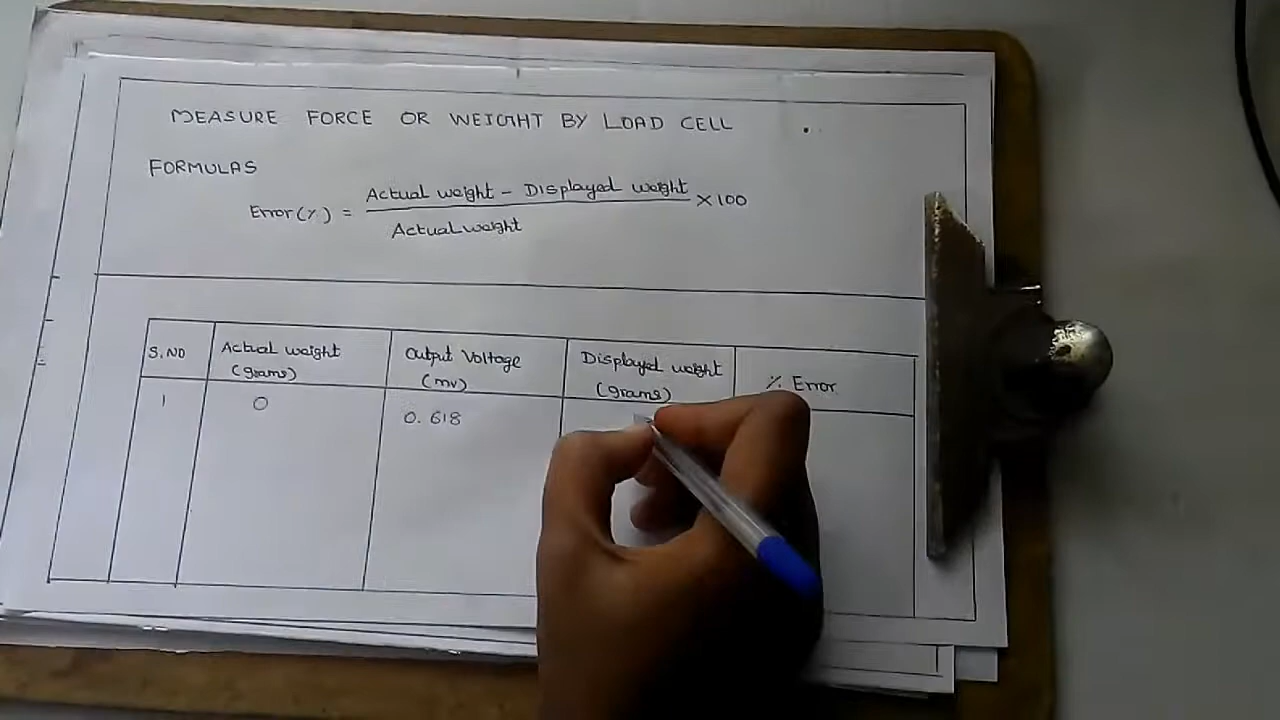 MEASURE FORCE OR WEIGHT BY LOAD CELL
FORMULAS
Error(%) = Actual weight - Displayed weight × 100
Actual weight
S.NO Actual weight (grams) Output Voltage (mv) Displayed weight (grams) % Error
1 0 0.618